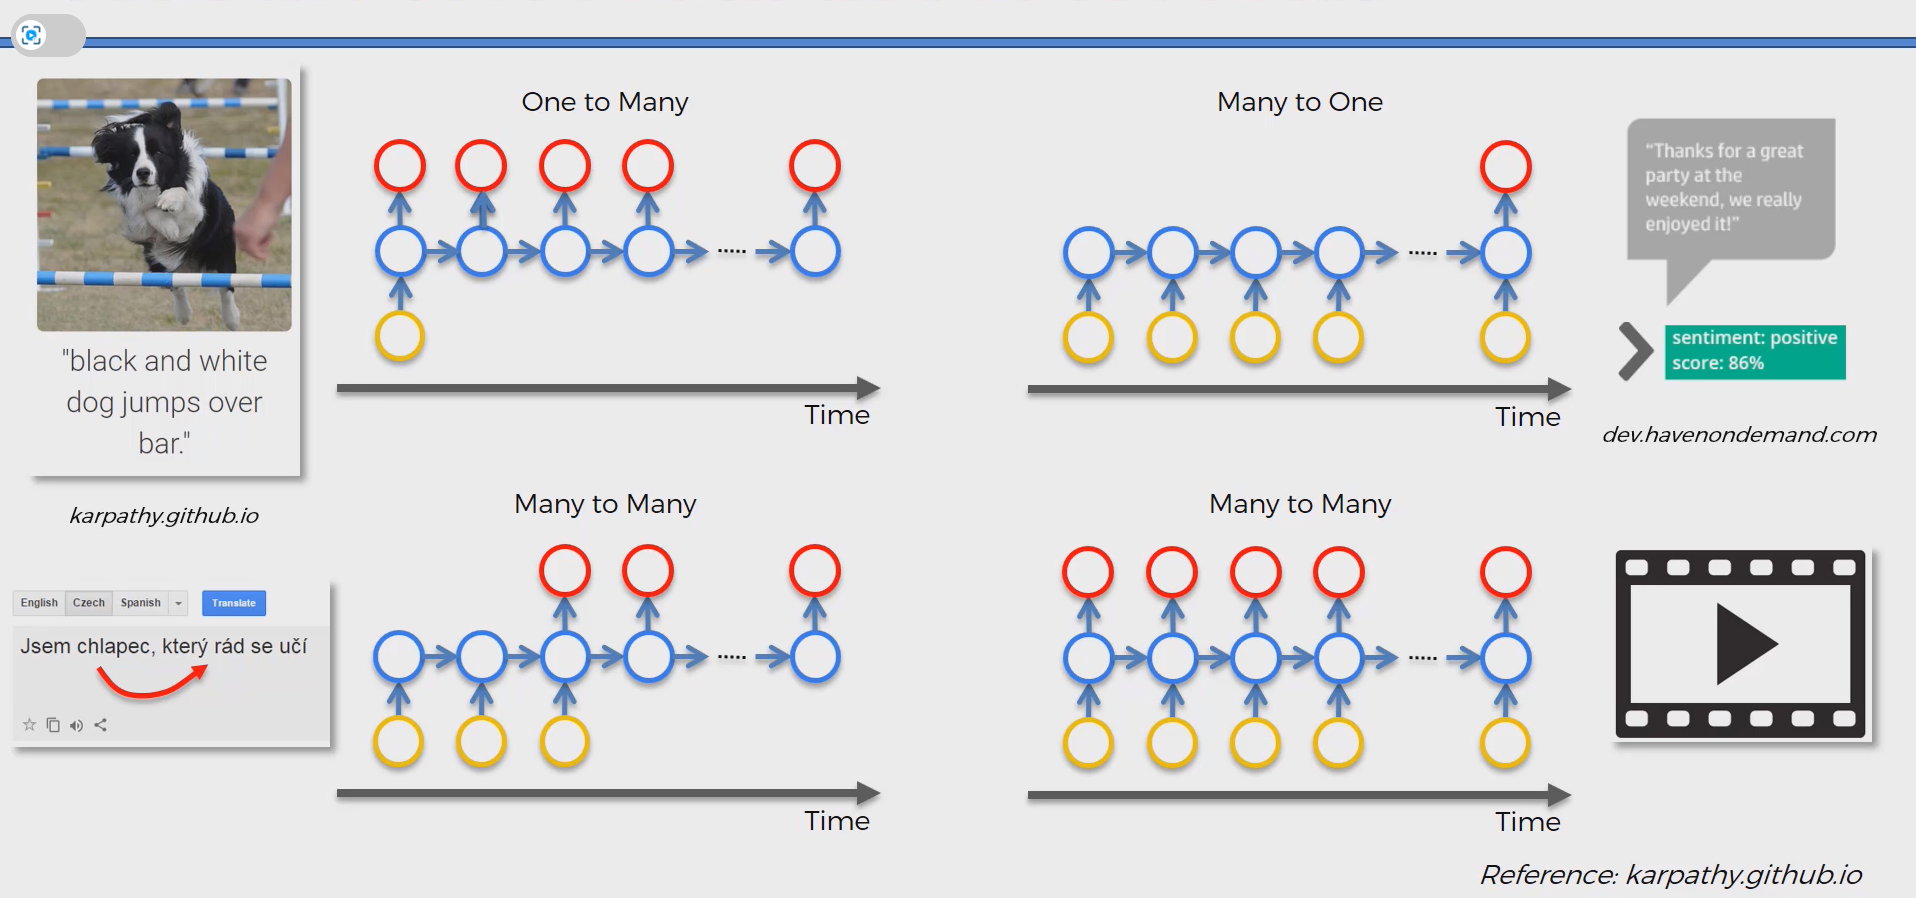 One to Many
Many to One
"black and white
dog jumps over
bar."
karpathy.github.io
Time
“Thanks for a great
party at the
weekend, we really
enjoyed it!”
sentiment: positive
score: 86%
Time
dev.havenondemand.com
Many to Many
Many to Many
English Czech Spanish Translate
Jsem chlapec, který rád se učí
Time
Time
Reference: karpathy.github.io